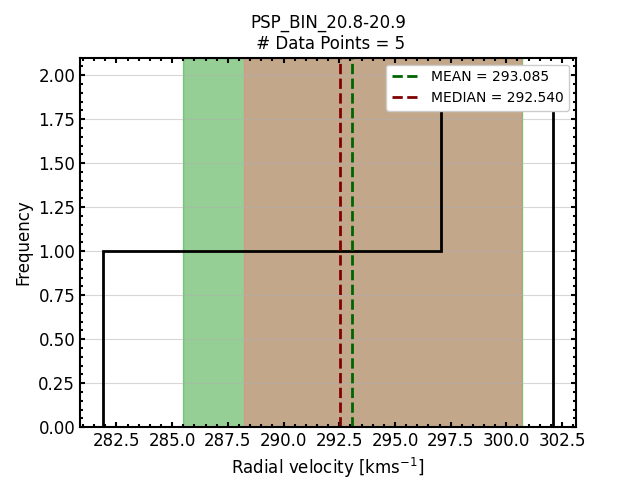 PSP_BIN_20.8-20.9
# Data Points = 5
MEAN = 293.085
MEDIAN = 292.540
2.00
1.75
1.50
1.25
1.00
0.75
0.50
0.25
0.00
Frequency
282.5 285.0 287.5 290.0 292.5 295.0 297.5 300.0 302.5
Radial velocity [kms⁻¹]